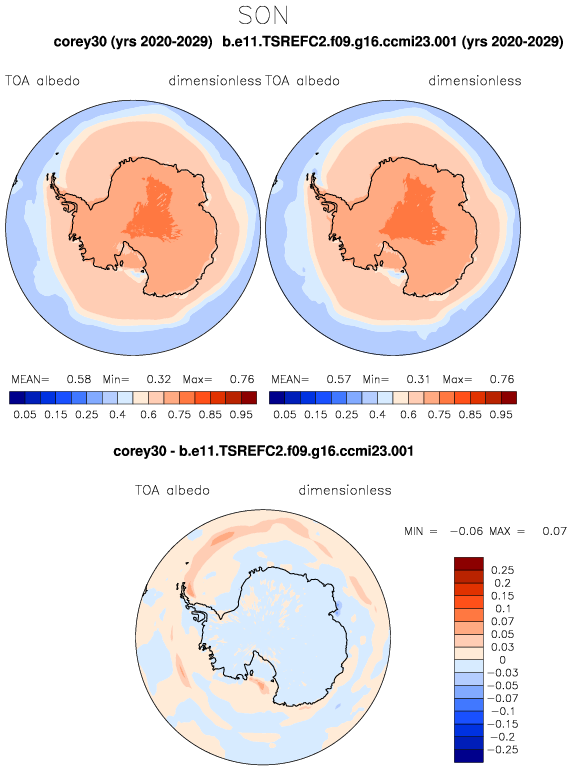 SON
corey30 (yrs 2020-2029) b.e11.TSREFC2.f09.g16.ccmi23.001 (yrs 2020-2029)
TOA albedo dimensionless TOA albedo dimensionless
MEAN= 0.58 Min= 0.32 Max= 0.76 MEAN= 0.57 Min= 0.31 Max= 0.76
0.05 0.15 0.25 0.4 0.6 0.75 0.85 0.95 0.05 0.15 0.25 0.4 0.6 0.75 0.85 0.95
corey30 - b.e11.TSREFC2.f09.g16.ccmi23.001
TOA albedo dimensionless
MIN = -0.06 MAX = 0.07
0.25
0.2
0.15
0.1
0.07
0.05
0.03
0
-0.03
-0.05
-0.07
-0.1
-0.15
-0.2
-0.25